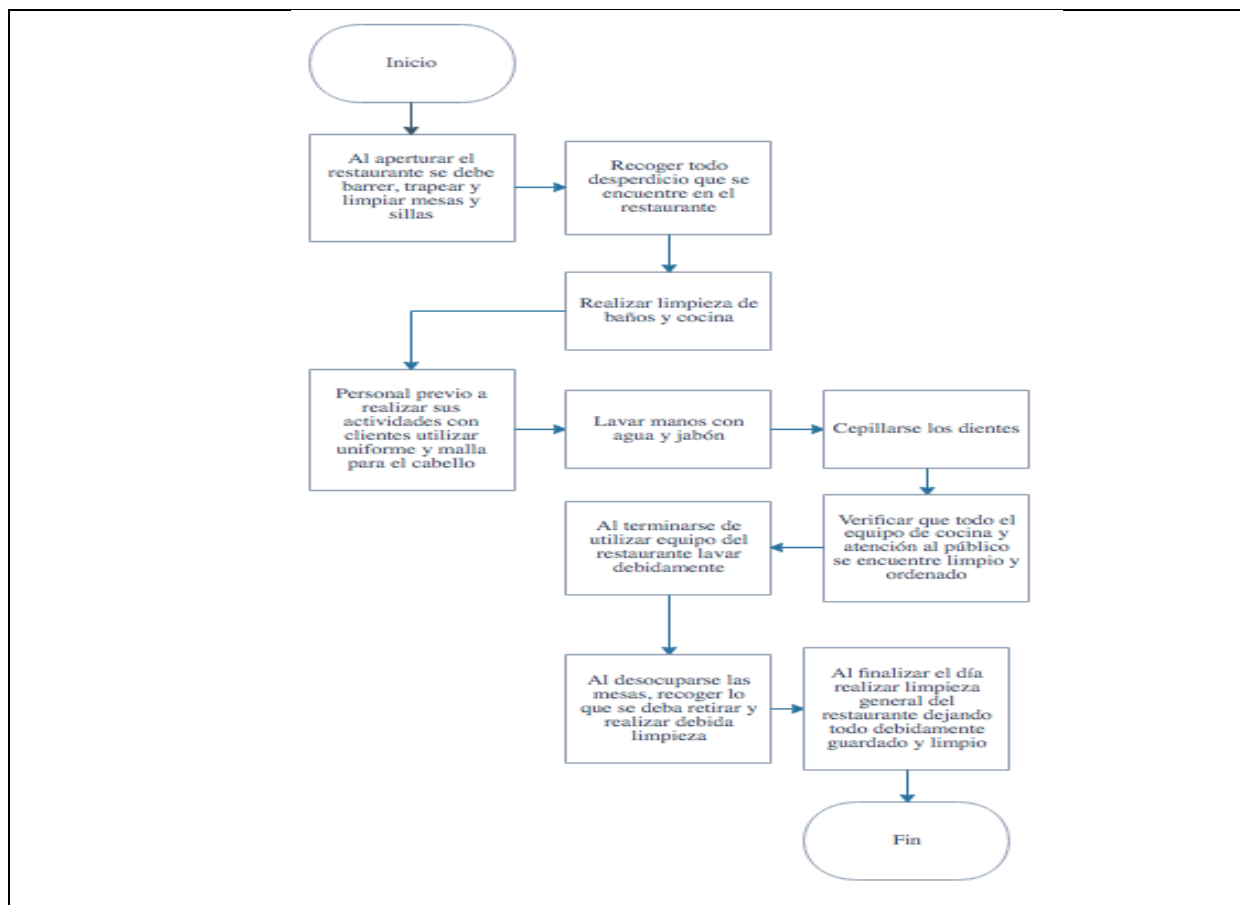 Inicio
Al aperturar el
restaurante se debe
barrer, trapear y
limpiar mesas y
sillas
Recoger todo
desperdicio que se
encuentre en el
restaurante
Realizar limpieza de
baños y cocina
Personal previo a
realizar sus
actividades con
clientes utilizar
uniforme y malla
para el cabello
Lavar manos con
agua y jabón
Cepillarse los dientes
Verificar que todo el
equipo de cocina y
atención al público
se encuentre limpio y
ordenado
Al terminarse de
utilizar equipo del
restaurante lavar
debidamente
Al desocuparse las
mesas, recoger lo
que se deba retirar y
realizar debida
limpieza
Al finalizar el día
realizar limpieza
general del
restaurante dejando
todo debidamente
guardado y limpio
Fin